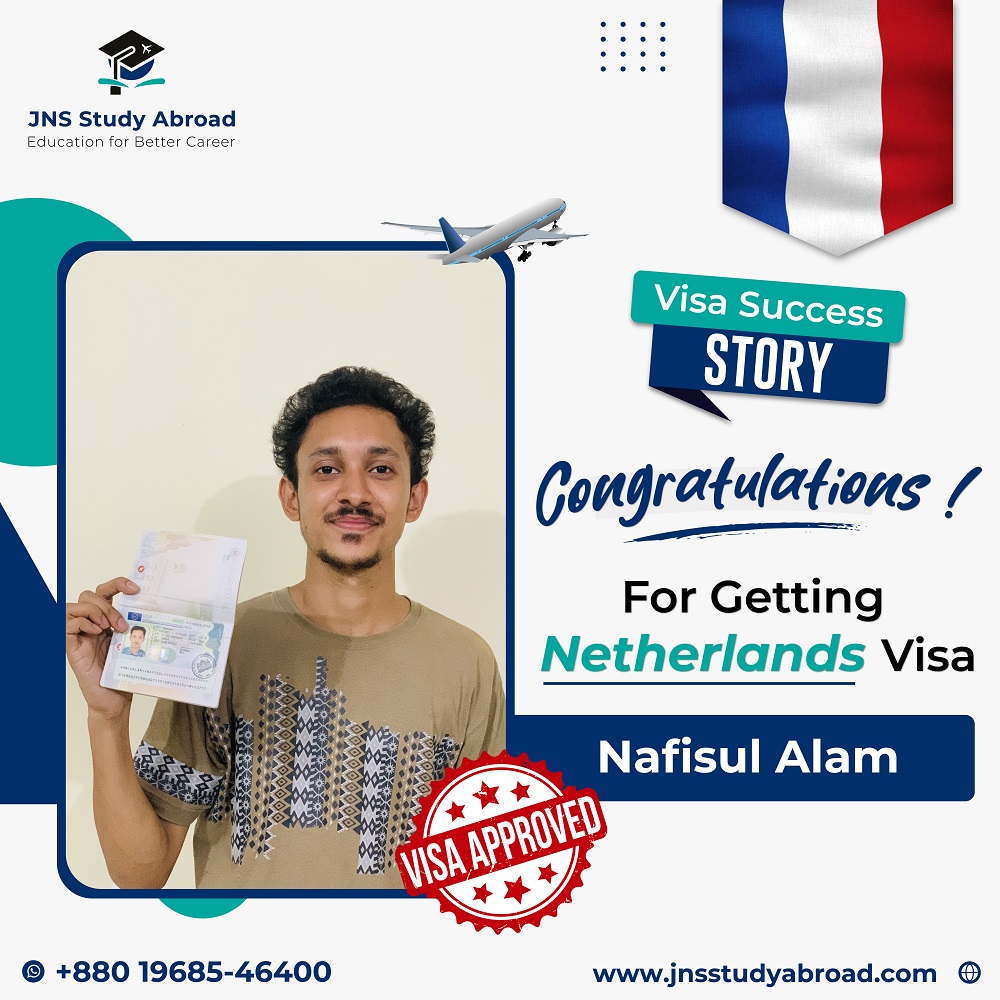 JNS Study Abroad
Education for Better Career
Visa Success
STORY
Congratulations !
For Getting
Netherlands Visa
Nafisul Alam
VISA APPROVED
+880 19685-46400
www.jnsstudyabroad.com